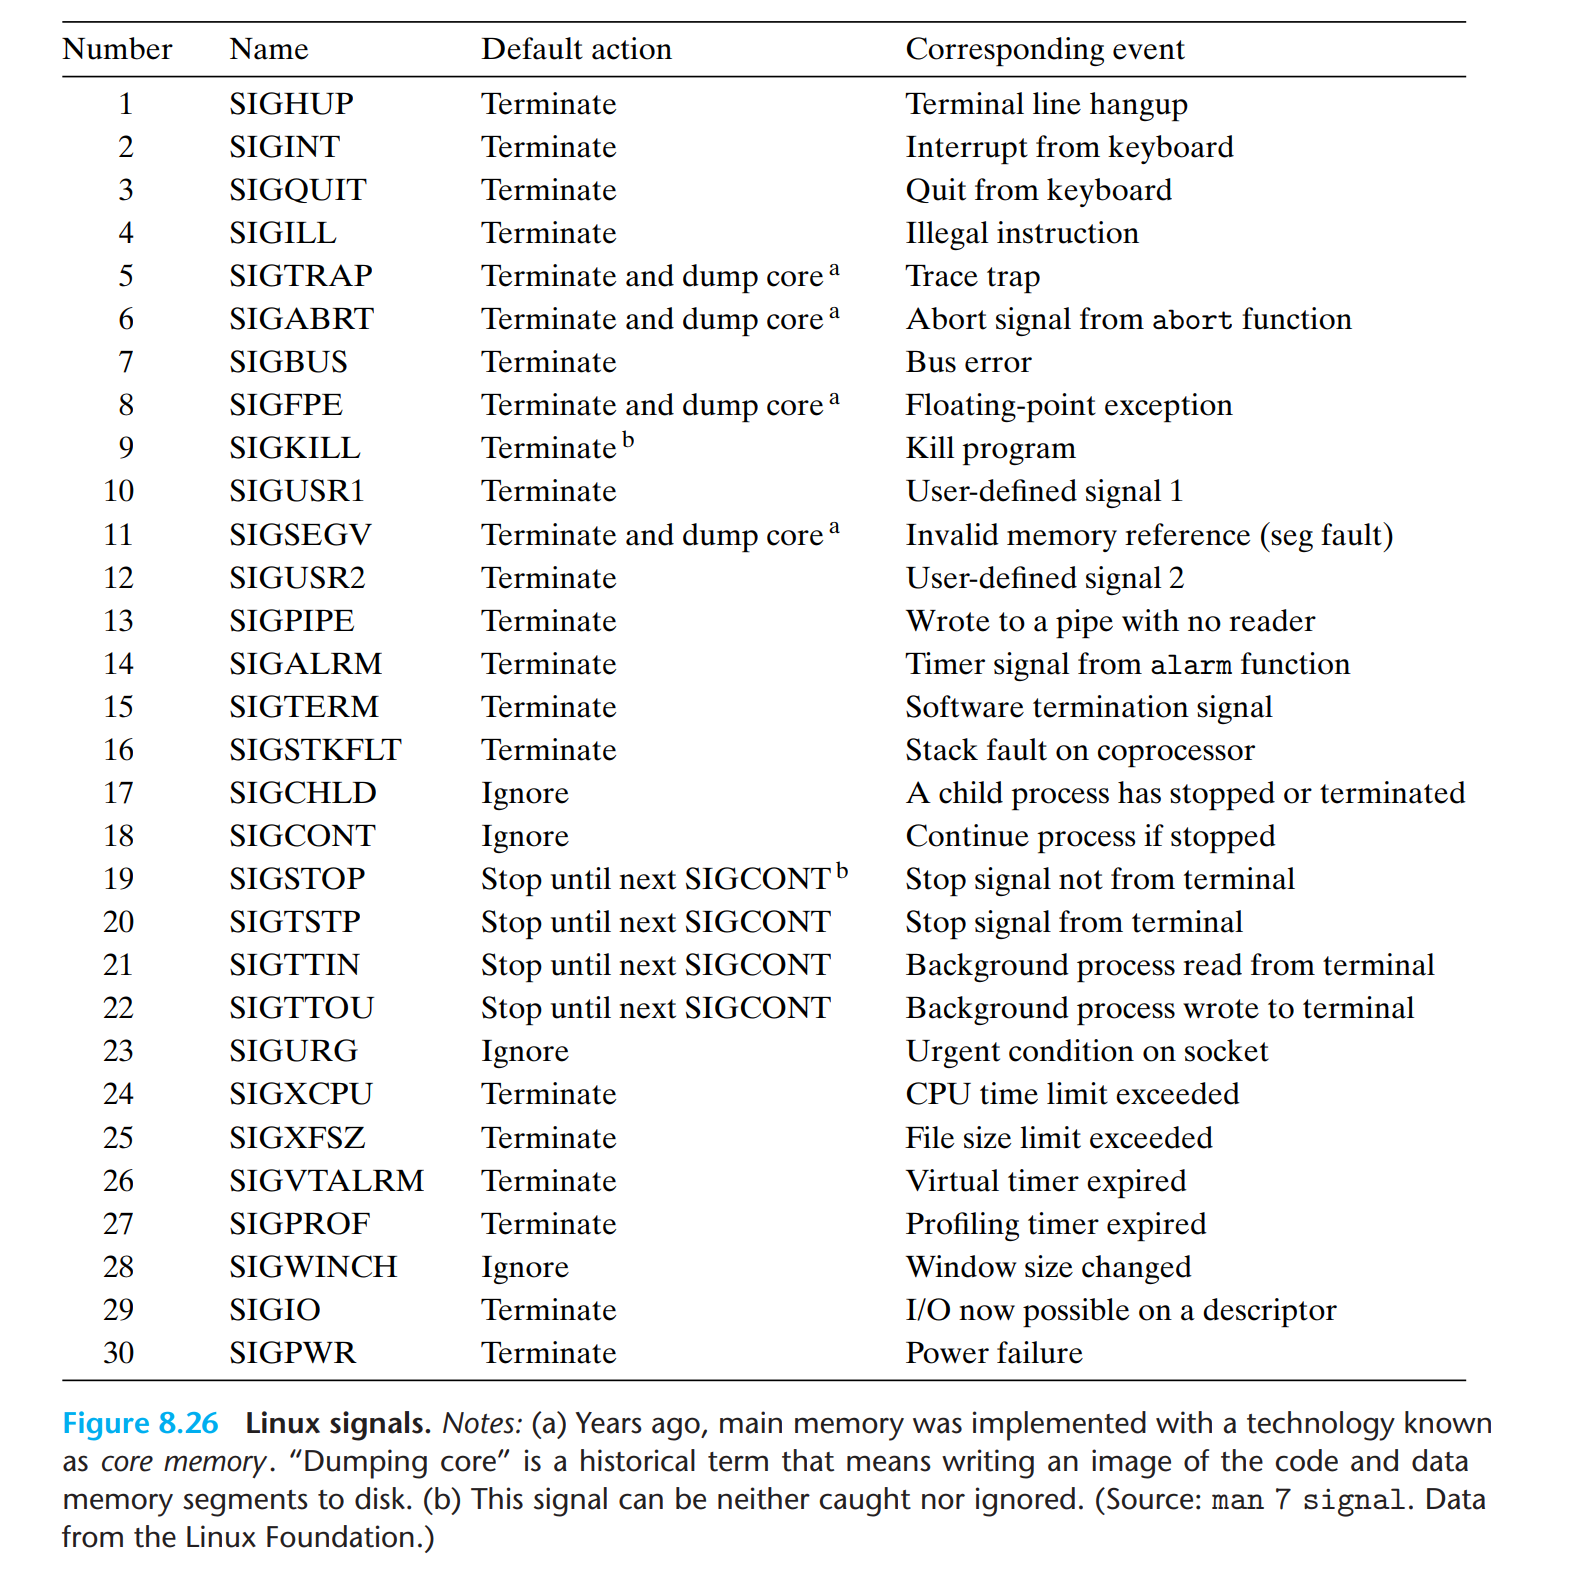 Number Name Default action Corresponding event
1 SIGHUP Terminate Terminal line hangup
2 SIGINT Terminate Interrupt from keyboard
3 SIGQUIT Terminate Quit from keyboard
4 SIGILL Terminate Illegal instruction
5 SIGTRAP Terminate and dump core a Trace trap
6 SIGABRT Terminate and dump core a Abort signal from abort function
7 SIGBUS Terminate Bus error
8 SIGFPE Terminate and dump core a Floating-point exception
9 SIGKILL Terminate b Kill program
10 SIGUSR1 Terminate User-defined signal 1
11 SIGSEGV Terminate and dump core a Invalid memory reference (seg fault)
12 SIGUSR2 Terminate User-defined signal 2
13 SIGPIPE Terminate Wrote to a pipe with no reader
14 SIGALRM Terminate Timer signal from alarm function
15 SIGTERM Terminate Software termination signal
16 SIGSTKFLT Terminate Stack fault on coprocessor
17 SIGCHLD Ignore A child process has stopped or terminated
18 SIGCONT Ignore Continue process if stopped
19 SIGSTOP Stop until next SIGCONT b Stop signal not from terminal
20 SIGTSTP Stop until next SIGCONT Stop signal from terminal
21 SIGTTIN Stop until next SIGCONT Background process read from terminal
22 SIGTTOU Stop until next SIGCONT Background process wrote to terminal
23 SIGURG Ignore Urgent condition on socket
24 SIGXCPU Terminate CPU time limit exceeded
25 SIGXFSZ Terminate File size limit exceeded
26 SIGVTALRM Terminate Virtual timer expired
27 SIGPROF Terminate Profiling timer expired
28 SIGWINCH Ignore Window size changed
29 SIGIO Terminate I/O now possible on a descriptor
30 SIGPWR Terminate Power failure
Figure 8.26 Linux signals. Notes: (a) Years ago, main memory was implemented with a technology known
as core memory. “Dumping core” is a historical term that means writing an image of the code and data
memory segments to disk. (b) This signal can be neither caught nor ignored. (Source: man 7 signal. Data
from the Linux Foundation.)